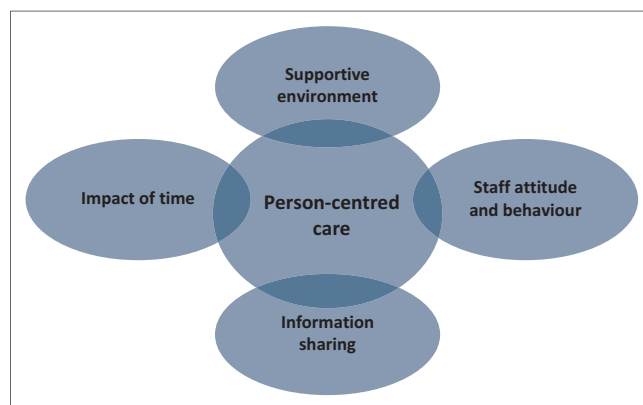 Supportive
environment
Impact of time
Person-centred
care
Staff attitude
and behaviour
Information
sharing